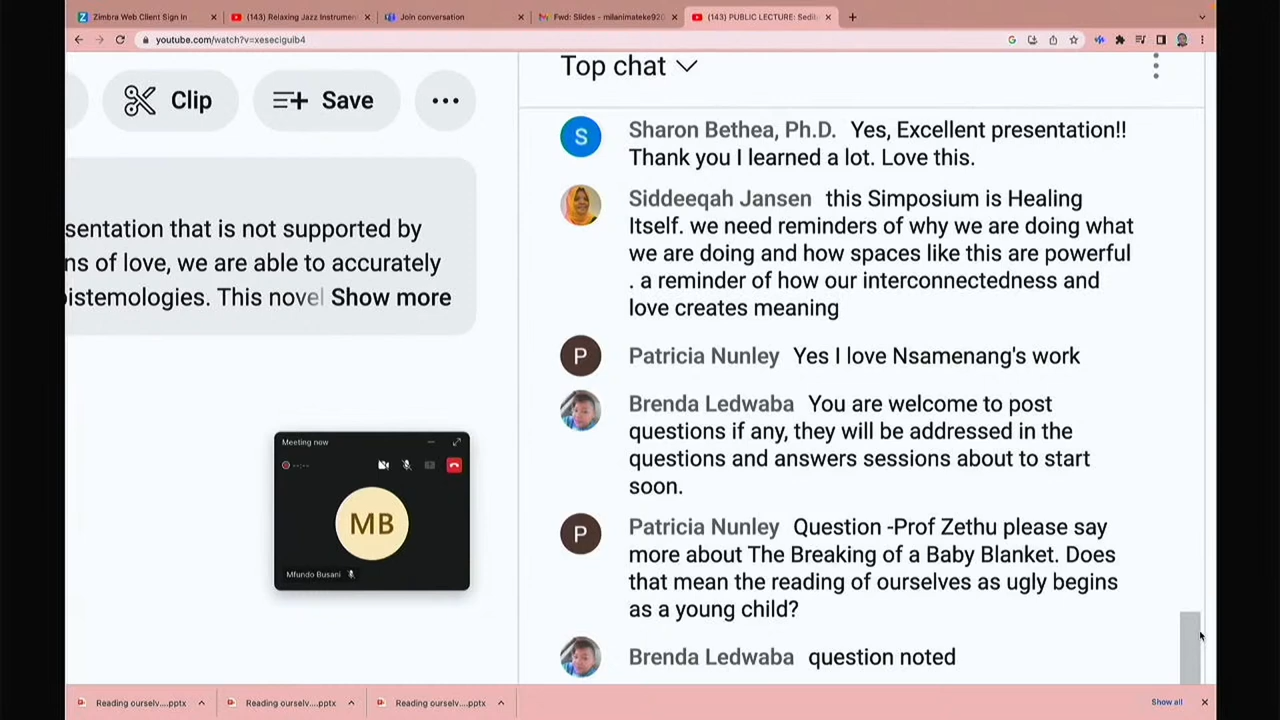 Zimbra Web Client Sign In
(143) Relaxing Jazz Instrumen
Join conversation
Fwd: Slides - milanimateke920
(143) PUBLIC LECTURE: Sedib
youtube.com/watch?v=xesecIguib4
Clip
Save
Top chat
sentation that is not supported by
ns of love, we are able to accurately
pistemologies. This novel Show more
Sharon Bethea, Ph.D. Yes, Excellent presentation!!
Thank you I learned a lot. Love this.
Siddeeqah Jansen this Simposium is Healing
Itself. we need reminders of why we are doing what
we are doing and how spaces like this are powerful
. a reminder of how our interconnectedness and
love creates meaning
P
Patricia Nunley Yes I love Nsamenang's work
Brenda Ledwaba You are welcome to post
questions if any, they will be addressed in the
questions and answers sessions about to start
soon.
P
Patricia Nunley Question -Prof Zethu please say
more about The Breaking of a Baby Blanket. Does
that mean the reading of ourselves as ugly begins
as a young child?
Brenda Ledwaba question noted
Meeting now
--:--
MB
Mfundo Busani
Reading ourselv....pptx
Reading ourselv....pptx
Reading ourselv....pptx
Show all